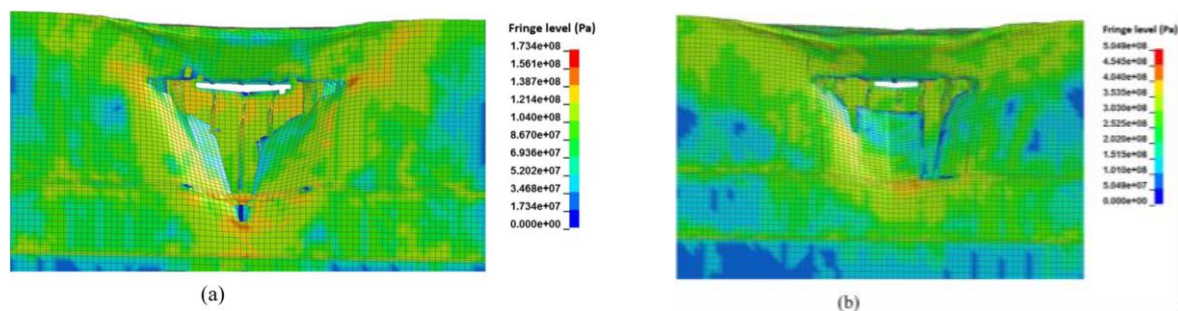 Fringe level (Pa)
1.734e+08
1.561e+08
1.387e+08
1.214e+08
1.040e+08
8.670e+07
6.936e+07
5.202e+07
3.468e+07
1.734e+07
0.000e+00
(a)
Fringe level (Pa)
5.049e+08
4.545e+08
4.040e+08
3.535e+08
3.030e+08
2.525e+08
2.020e+08
1.515e+08
1.010e+08
5.049e+07
0.000e+00
(b)